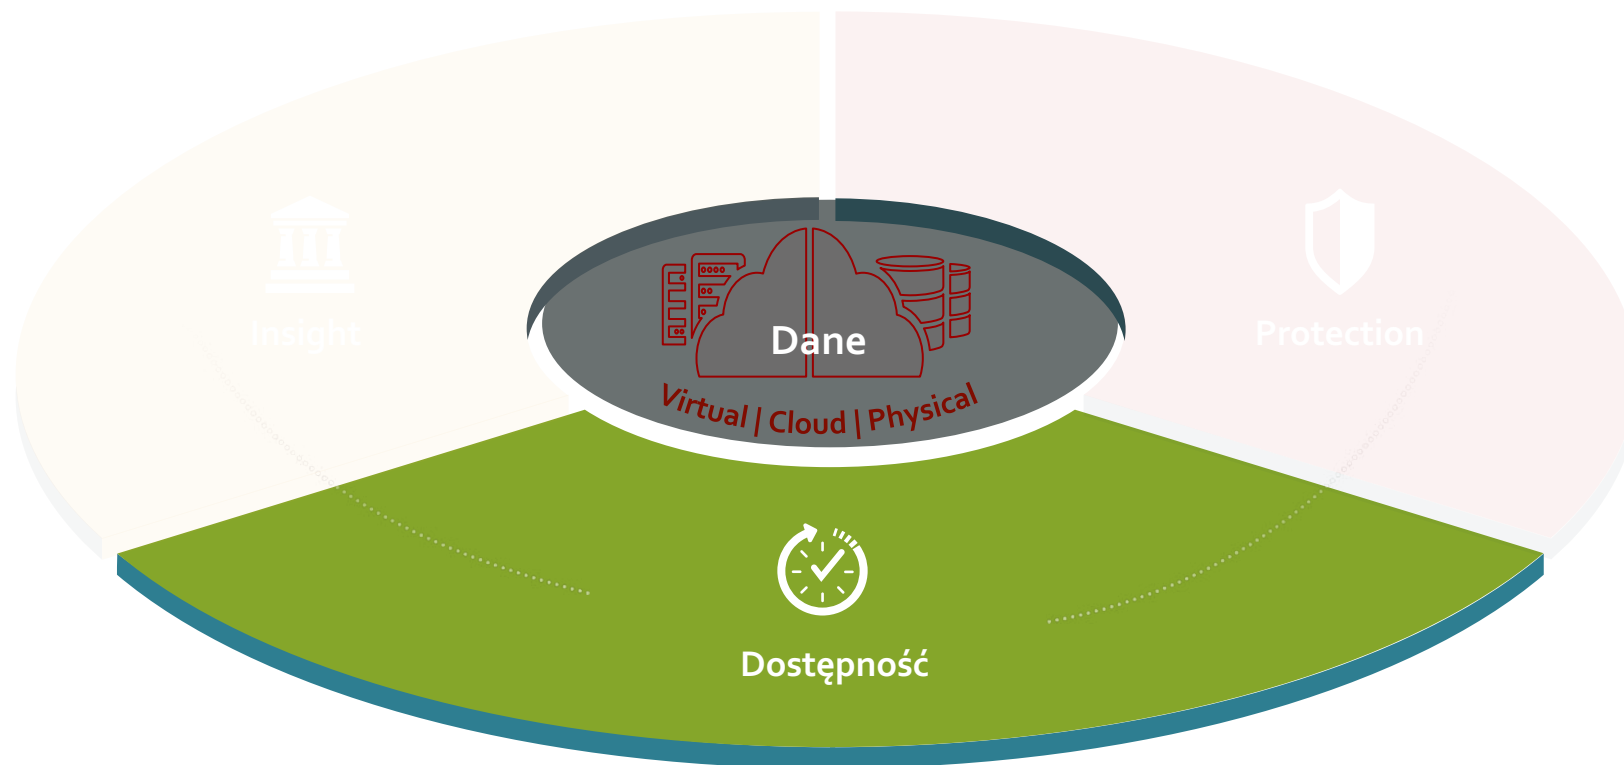 Insight
Protection
Dane
Virtual | Cloud | Physical
Dostępność